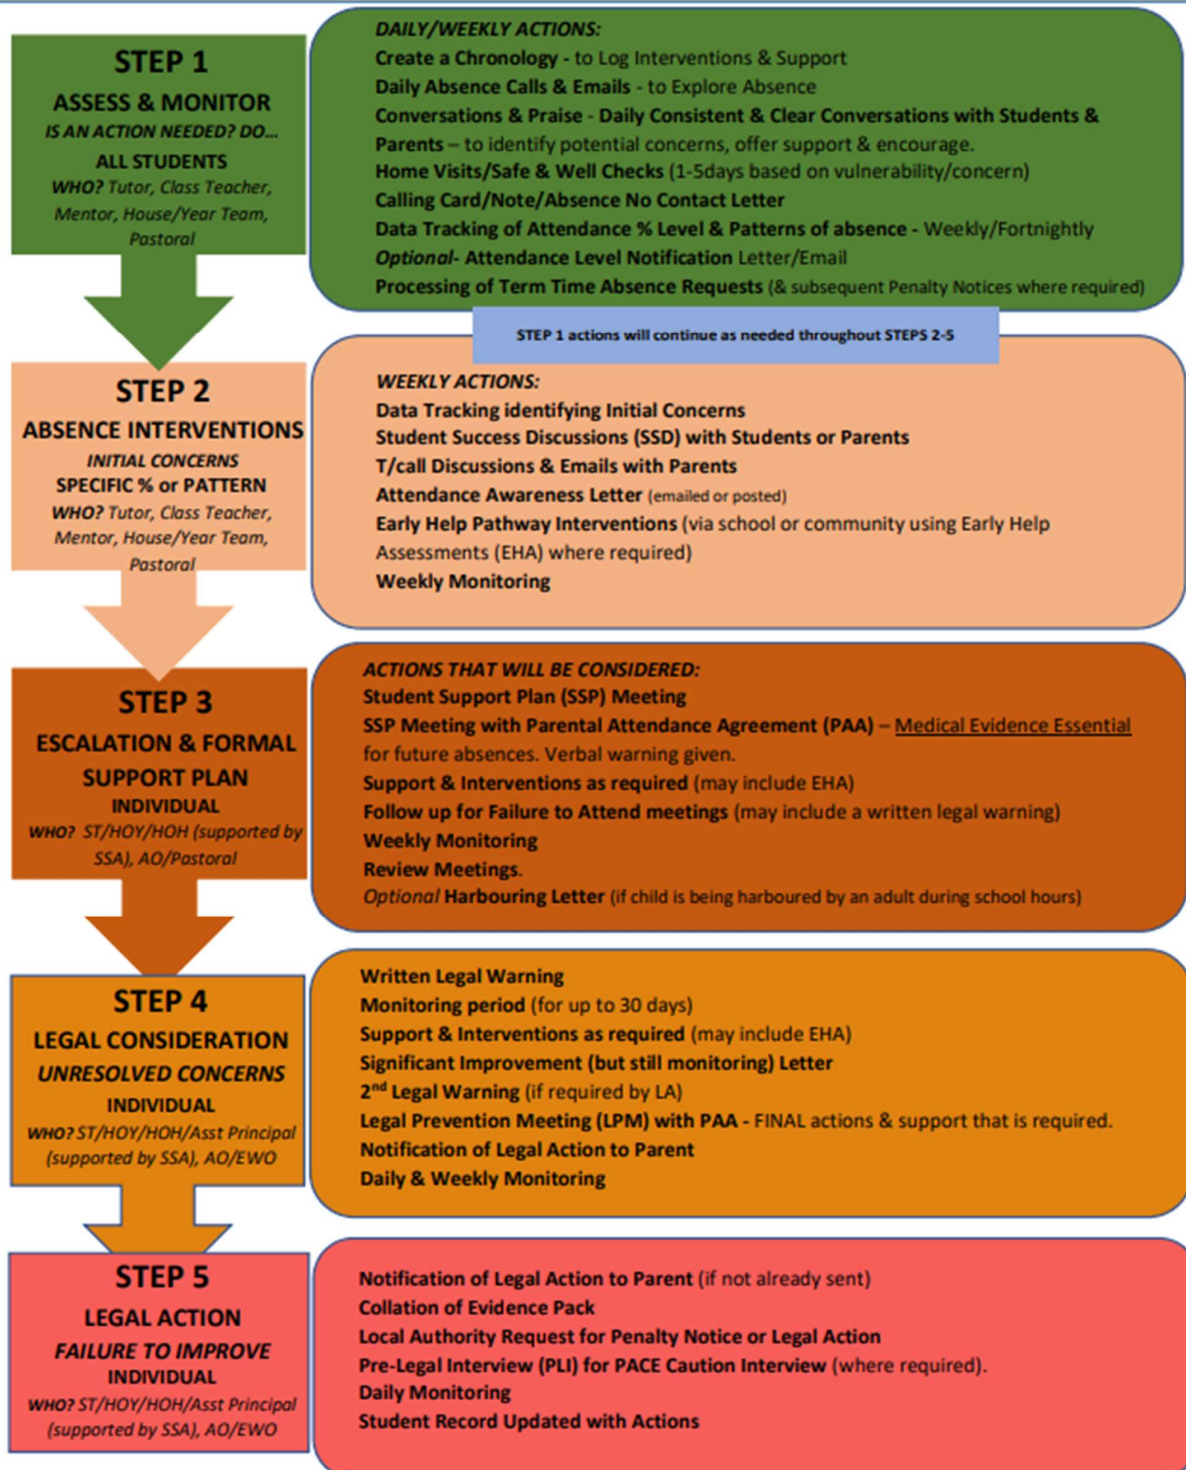 STEP 1
ASSESS & MONITOR
IS AN ACTION NEEDED? DO...
ALL STUDENTS
WHO? Tutor, Class Teacher,
Mentor, House/Year Team,
Pastoral
DAILY/WEEKLY ACTIONS:
Create a Chronology - to Log Interventions & Support
Daily Absence Calls & Emails - to Explore Absence
Conversations & Praise - Daily Consistent & Clear Conversations with Students &
Parents – to identify potential concerns, offer support & encourage.
Home Visits/Safe & Well Checks (1-5days based on vulnerability/concern)
Calling Card/Note/Absence No Contact Letter
Data Tracking of Attendance % Level & Patterns of absence - Weekly/Fortnightly
Optional- Attendance Level Notification Letter/Email
Processing of Term Time Absence Requests (& subsequent Penalty Notices where required)
STEP 1 actions will continue as needed throughout STEPS 2-5
STEP 2
ABSENCE INTERVENTIONS
INITIAL CONCERNS
SPECIFIC % or PATTERN
WHO? Tutor, Class Teacher,
Mentor, House/Year Team,
Pastoral
WEEKLY ACTIONS:
Data Tracking identifying Initial Concerns
Student Success Discussions (SSD) with Students or Parents
T/call Discussions & Emails with Parents
Attendance Awareness Letter (emailed or posted)
Early Help Pathway Interventions (via school or community using Early Help
Assessments (EHA) where required)
Weekly Monitoring
STEP 3
ESCALATION & FORMAL
SUPPORT PLAN
INDIVIDUAL
WHO? ST/HOY/HOH (supported by
SSA), AO/Pastoral
ACTIONS THAT WILL BE CONSIDERED:
Student Support Plan (SSP) Meeting
SSP Meeting with Parental Attendance Agreement (PAA) – Medical Evidence Essential
for future absences. Verbal warning given.
Support & Interventions as required (may include EHA)
Follow up for Failure to Attend meetings (may include a written legal warning)
Weekly Monitoring
Review Meetings.
Optional Harbouring Letter (if child is being harboured by an adult during school hours)
STEP 4
LEGAL CONSIDERATION
UNRESOLVED CONCERNS
INDIVIDUAL
WHO? ST/HOY/HOH/Asst Principal
(supported by SSA), AO/EWO
Written Legal Warning
Monitoring period (for up to 30 days)
Support & Interventions as required (may include EHA)
Significant Improvement (but still monitoring) Letter
2nd Legal Warning (if required by LA)
Legal Prevention Meeting (LPM) with PAA - FINAL actions & support that is required.
Notification of Legal Action to Parent
Daily & Weekly Monitoring
STEP 5
LEGAL ACTION
FAILURE TO IMPROVE
INDIVIDUAL
WHO? ST/HOY/HOH/Asst Principal
(supported by SSA), AO/EWO
Notification of Legal Action to Parent (if not already sent)
Collation of Evidence Pack
Local Authority Request for Penalty Notice or Legal Action
Pre-Legal Interview (PLI) for PACE Caution Interview (where required).
Daily Monitoring
Student Record Updated with Actions